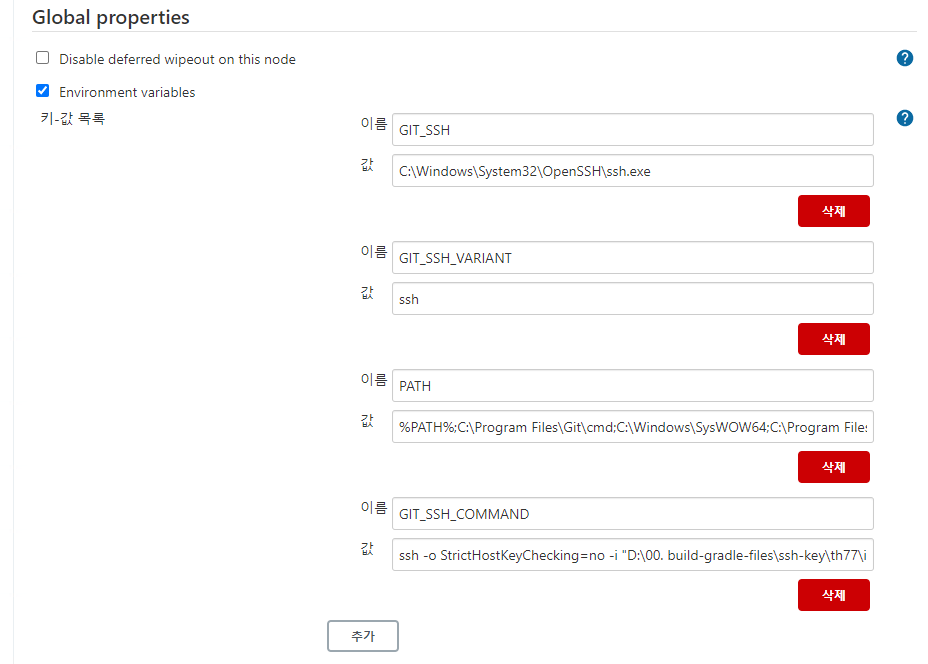 Global properties
Disable deferred wipeout on this node
?
Environment variables
키-값 목록
?
이름 GIT_SSH
값 C:\Windows\System32\OpenSSH\ssh.exe
삭제
이름 GIT_SSH_VARIANT
값 ssh
삭제
이름 PATH
값 %PATH%;C:\Program Files\Git\cmd;C:\Windows\SysWOW64;C:\Program Files
삭제
이름 GIT_SSH_COMMAND
값 ssh -o StrictHostKeyChecking=no -i "D:\00. build-gradle-files\ssh-key\th77\i
삭제
추가